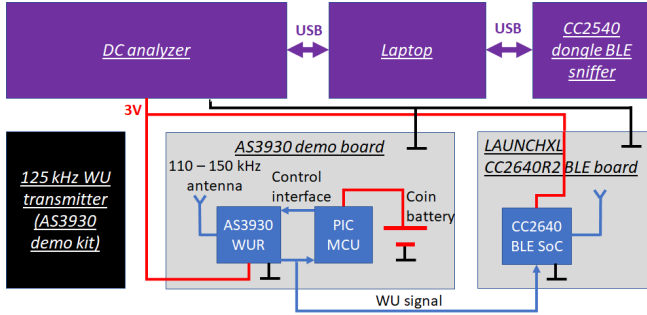 DC analyzer
USB
Laptop
USB
CC2540
dongle BLE
sniffer
3V
125 kHz WU
transmitter
(AS3930
demo kit)
AS3930 demo board
110 – 150 kHz
antenna
Control
interface
Coin
battery
AS3930
WUR
PIC
MCU
LAUNCHXL
CC2640R2 BLE board
CC2640
BLE SoC
WU signal